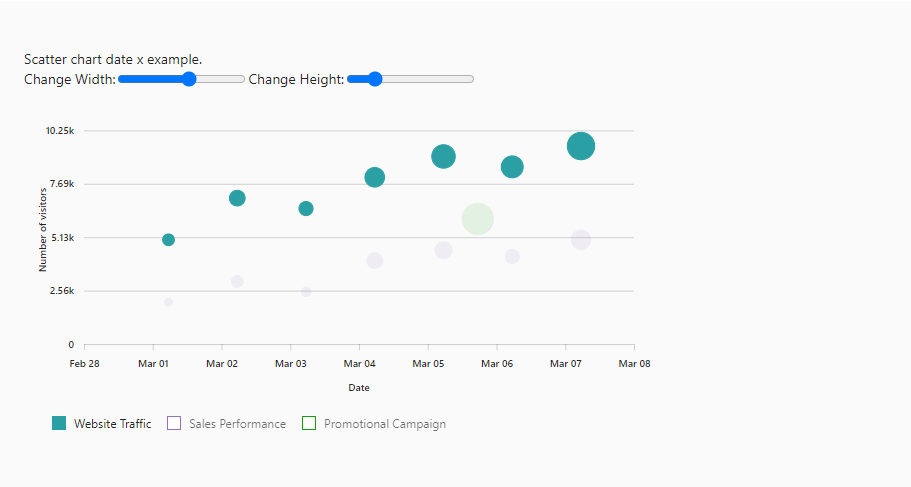 Scatter chart date x example.
Change Width: Change Height:
10.25k
7.69k
5.13k
2.56k
0
Number of visitors
Feb 28 Mar 01 Mar 02 Mar 03 Mar 04 Mar 05 Mar 06 Mar 07 Mar 08
Date
Website Traffic Sales Performance Promotional Campaign